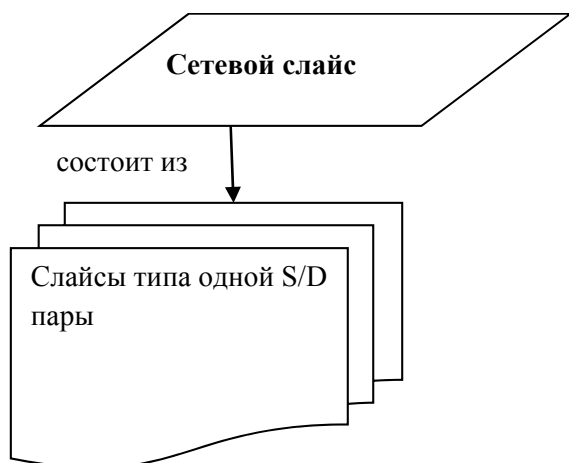 Сетевой слайс
состоит из
Слайсы типа одной S/D
пары